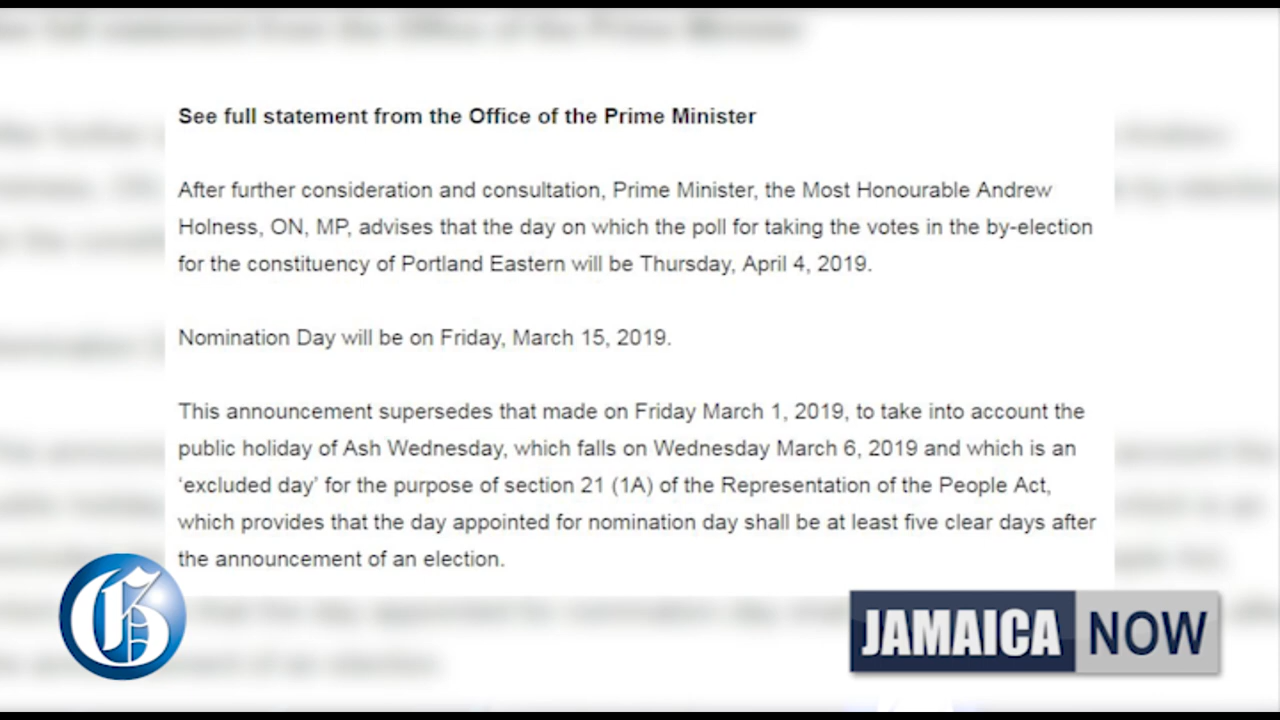 See full statement from the Office of the Prime Minister
After further consideration and consultation, Prime Minister, the Most Honourable Andrew
Holness, ON, MP, advises that the day on which the poll for taking the votes in the by-election
for the constituency of Portland Eastern will be Thursday, April 4, 2019.
Nomination Day will be on Friday, March 15, 2019.
This announcement supersedes that made on Friday March 1, 2019, to take into account the
public holiday of Ash Wednesday, which falls on Wednesday March 6, 2019 and which is an
‘excluded day’ for the purpose of section 21 (1A) of the Representation of the People Act,
which provides that the day appointed for nomination day shall be at least five clear days after
the announcement of an election.
G
JAMAICA NOW